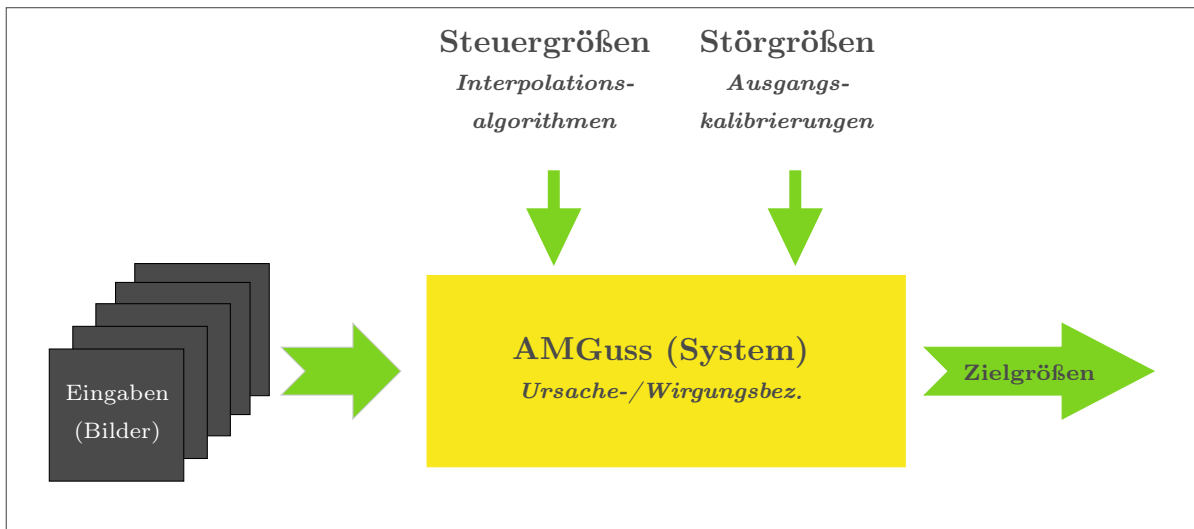 Steuergrößen
Interpolations-
algorithmen
Störgrößen
Ausgangs-
kalibrierungen
Eingaben
(Bilder)
AMGuss (System)
Ursache-/Wirgungsbez.
Zielgrößen